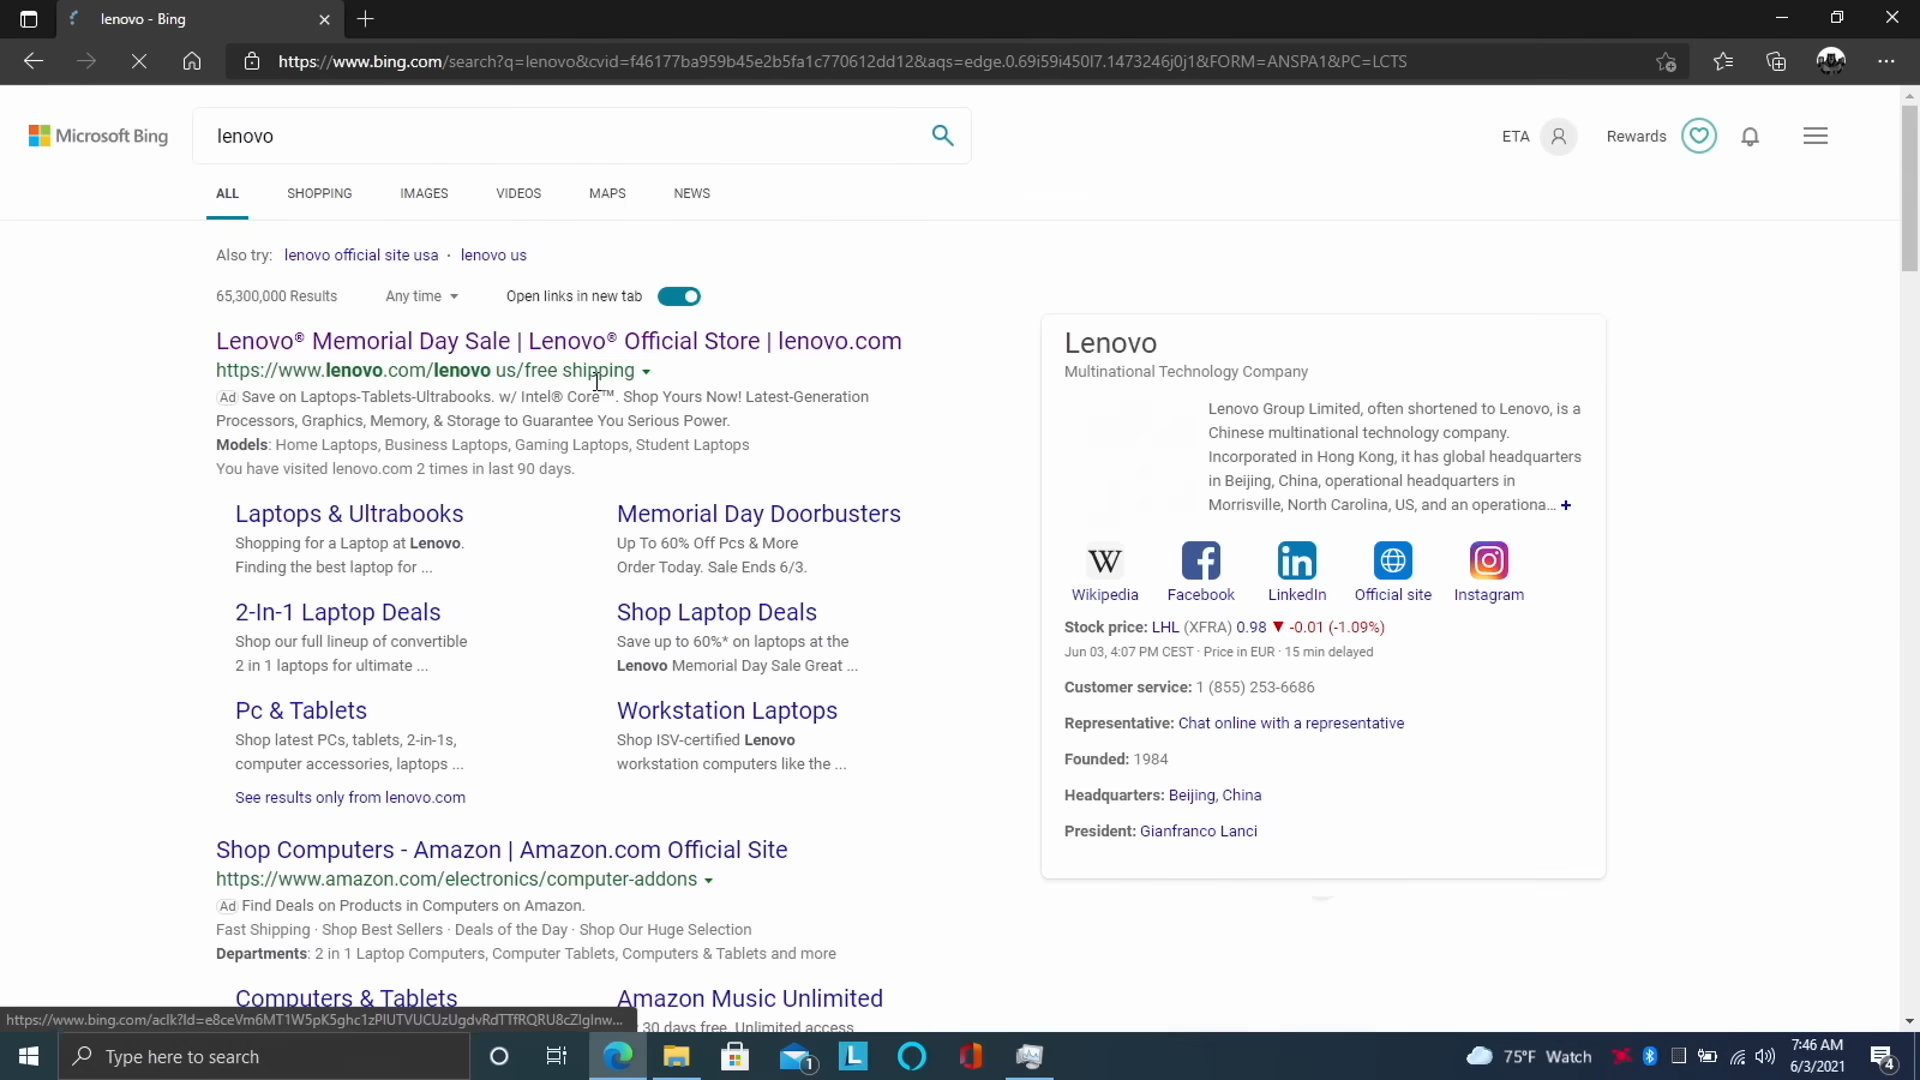 lenovo - Bing
https://www.bing.com/search?q=lenovo&cvid=f46177ba959b45e2b5fa1c770612dd12&aqs=edge.0.69i59i450l7.1473246j0j1&FORM=ANSPA1&PC=LCTS
Microsoft Bing
lenovo
ETA
Rewards
ALL SHOPPING IMAGES VIDEOS MAPS NEWS
Also try: lenovo official site usa · lenovo us
65,300,000 Results Any time Open links in new tab
Lenovo® Memorial Day Sale | Lenovo® Official Store | lenovo.com
https://www.lenovo.com/lenovo us/free shipping
Ad Save on Laptops-Tablets-Ultrabooks. w/ Intel® Core™. Shop Yours Now! Latest-Generation
Processors, Graphics, Memory, & Storage to Guarantee You Serious Power.
Models: Home Laptops, Business Laptops, Gaming Laptops, Student Laptops
You have visited lenovo.com 2 times in last 90 days.
Laptops & Ultrabooks
Shopping for a Laptop at Lenovo.
Finding the best laptop for ...
Memorial Day Doorbusters
Up To 60% Off Pcs & More
Order Today. Sale Ends 6/3.
2-In-1 Laptop Deals
Shop our full lineup of convertible
2 in 1 laptops for ultimate ...
Shop Laptop Deals
Save up to 60%* on laptops at the
Lenovo Memorial Day Sale Great ...
Pc & Tablets
Shop latest PCs, tablets, 2-in-1s,
computer accessories, laptops ...
Workstation Laptops
Shop ISV-certified Lenovo
workstation computers like the ...
See results only from lenovo.com
Shop Computers - Amazon | Amazon.com Official Site
https://www.amazon.com/electronics/computer-addons
Ad Find Deals on Products in Computers on Amazon.
Fast Shipping · Shop Best Sellers · Deals of the Day · Shop Our Huge Selection
Departments: 2 in 1 Laptop Computers, Computer Tablets, Computers & Tablets and more
Computers & Tablets
Amazon Music Unlimited
30 days free. Unlimited access
Lenovo
Multinational Technology Company
Lenovo Group Limited, often shortened to Lenovo, is a
Chinese multinational technology company.
Incorporated in Hong Kong, it has global headquarters
in Beijing, China, operational headquarters in
Morrisville, North Carolina, US, and an operationa... +
W
Wikipedia Facebook LinkedIn Official site Instagram
Stock price: LHL (XFRA) 0.98 ▼ -0.01 (-1.09%)
Jun 03, 4:07 PM CEST · Price in EUR · 15 min delayed
Customer service: 1 (855) 253-6686
Representative: Chat online with a representative
Founded: 1984
Headquarters: Beijing, China
President: Gianfranco Lanci
Type here to search
1
L
75°F Watch
7:46 AM
6/3/2021
4